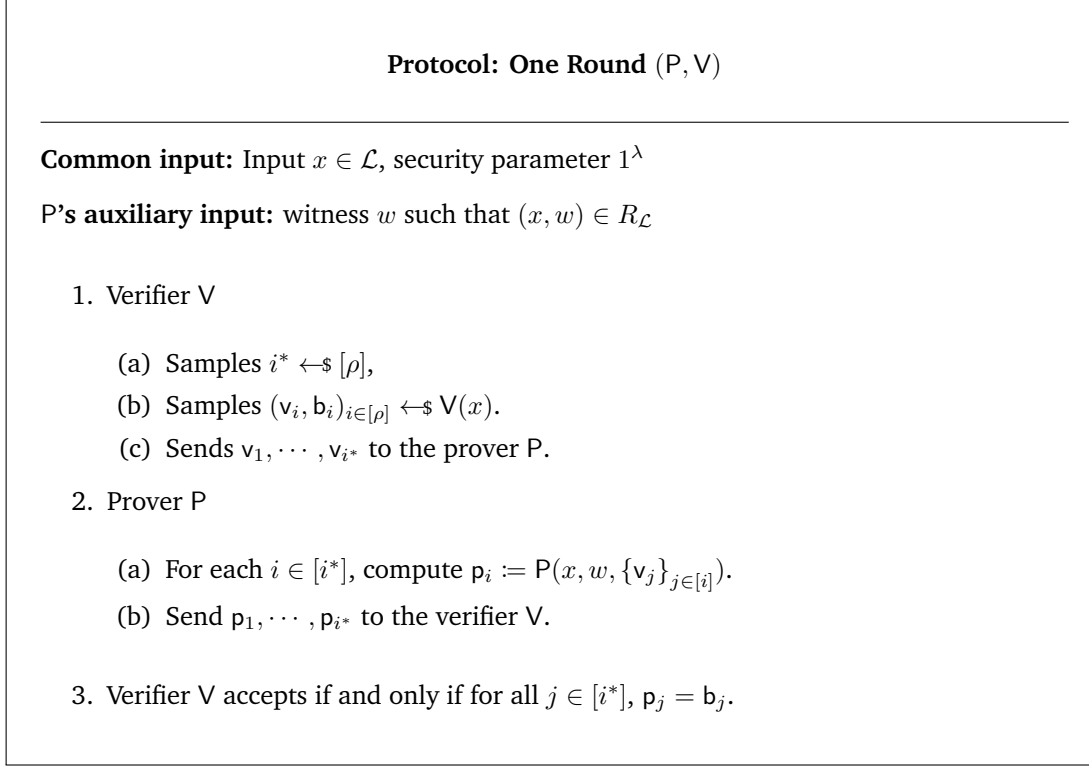 Protocol: One Round (P, V)
Common input: Input x ∈ 𝓛, security parameter 1^λ
P's auxiliary input: witness w such that (x, w) ∈ R_𝓛
1. Verifier V
(a) Samples i* ←$ [ρ],
(b) Samples (v_i, b_i)_{i∈[ρ]} ←$ V(x).
(c) Sends v_1, ⋯ , v_{i*} to the prover P.
2. Prover P
(a) For each i ∈ [i*], compute p_i := P(x, w, {v_j}_{j∈[i]}).
(b) Send p_1, ⋯ , p_{i*} to the verifier V.
3. Verifier V accepts if and only if for all j ∈ [i*], p_j = b_j.